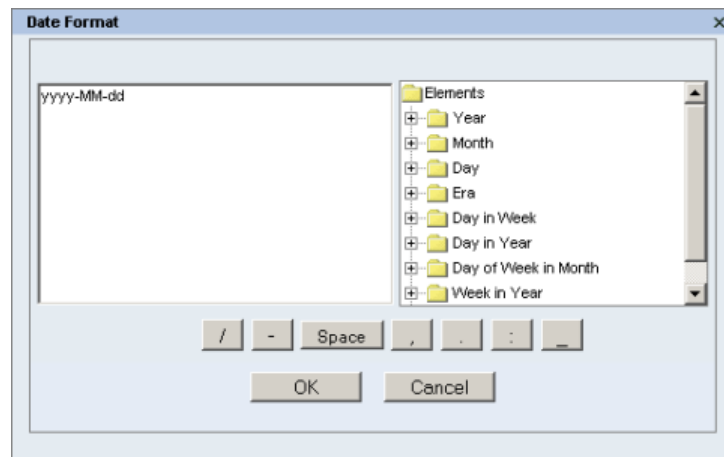 Date Format
yyyy-MM-dd
Elements
Year
Month
Day
Era
Day in Week
Day in Year
Day of Week in Month
Week in Year
/ - Space , . : _
OK Cancel